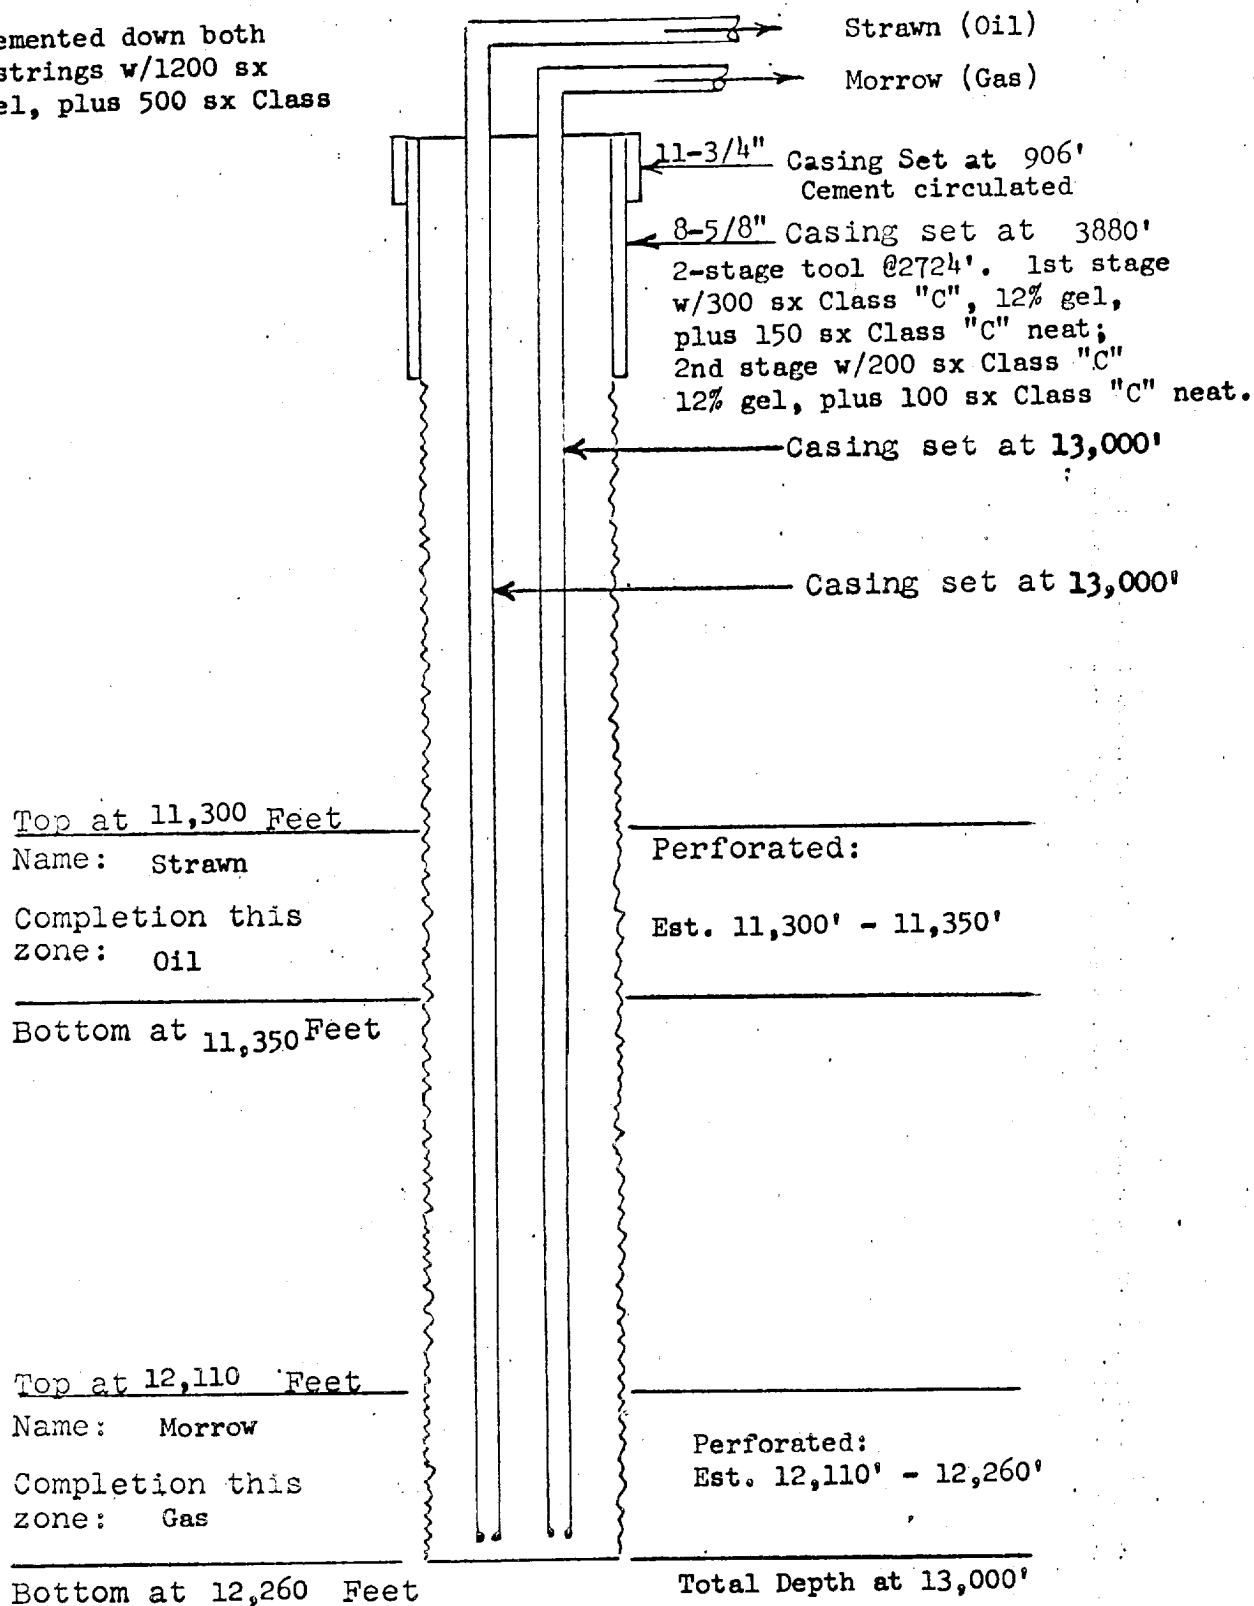 emented down both
strings w/1200 sx
el, plus 500 sx Class
Strawn (Oil)
Morrow (Gas)
11-3/4" Casing Set at 906'
Cement circulated
8-5/8" Casing set at 3880'
2-stage tool @2724'. 1st stage
w/300 sx Class "C", 12% gel,
plus 150 sx Class "C" neat;
2nd stage w/200 sx Class "C"
12% gel, plus 100 sx Class "C" neat.
Casing set at 13,000'
Casing set at 13,000'
Top at 11,300 Feet
Name: Strawn
Completion this
zone: Oil
Bottom at 11,350 Feet
Perforated:
Est. 11,300' - 11,350'
Top at 12,110 Feet
Name: Morrow
Completion this
zone: Gas
Bottom at 12,260 Feet
Perforated:
Est. 12,110' - 12,260'
Total Depth at 13,000'